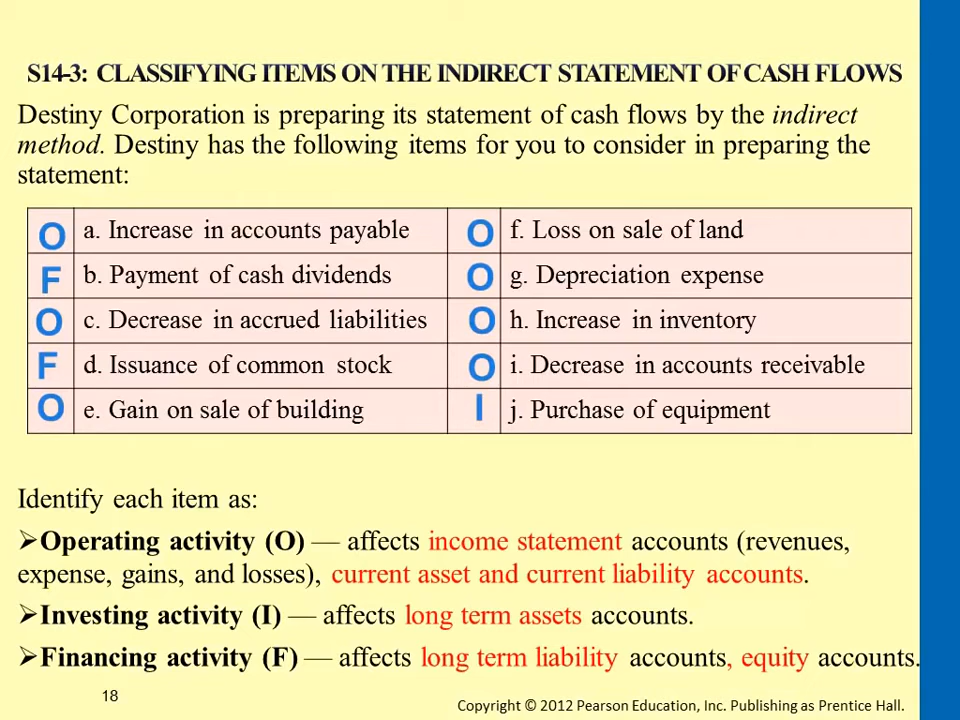 S14-3: CLASSIFYING ITEMS ON THE INDIRECT STATEMENT OF CASH FLOWS
Destiny Corporation is preparing its statement of cash flows by the indirect
method. Destiny has the following items for you to consider in preparing the
statement:
O a. Increase in accounts payable O f. Loss on sale of land
F b. Payment of cash dividends O g. Depreciation expense
O c. Decrease in accrued liabilities O h. Increase in inventory
F d. Issuance of common stock O i. Decrease in accounts receivable
O e. Gain on sale of building I j. Purchase of equipment
Identify each item as:
➢Operating activity (O) — affects income statement accounts (revenues,
expense, gains, and losses), current asset and current liability accounts.
➢Investing activity (I) — affects long term assets accounts.
➢Financing activity (F) — affects long term liability accounts, equity accounts.
18
Copyright © 2012 Pearson Education, Inc. Publishing as Prentice Hall.